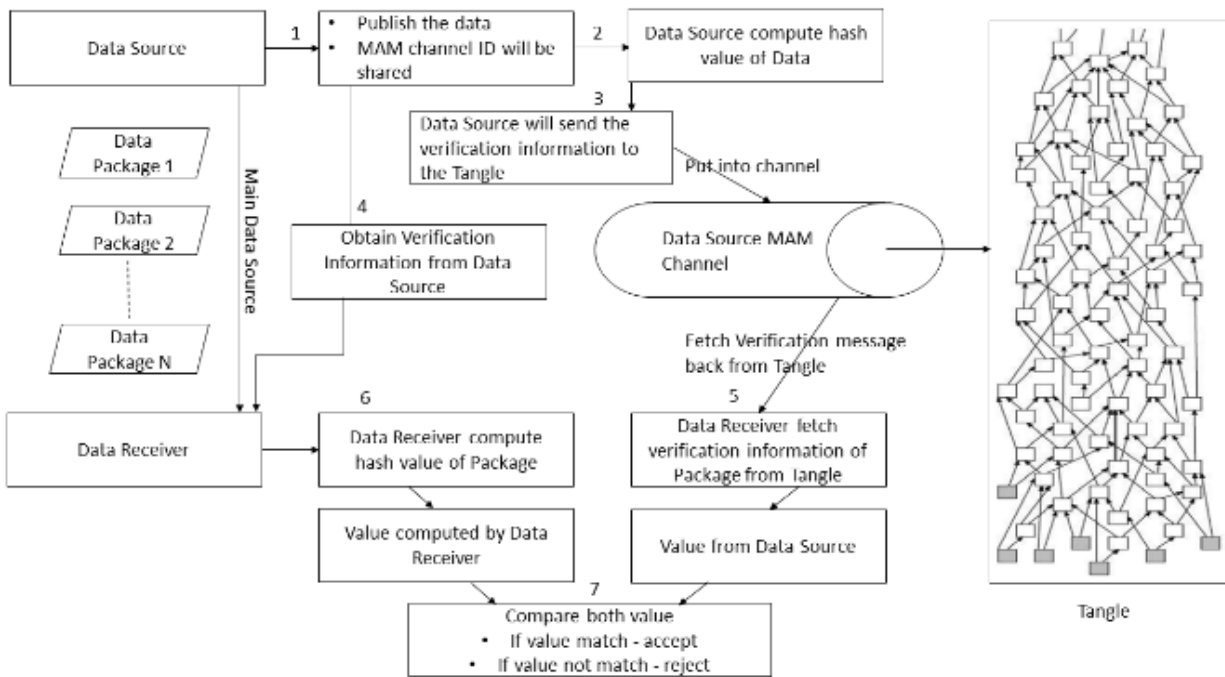 Data Source
1
• Publish the data
• MAM channel ID will be
shared
2
Data Source compute hash
value of Data
3
Data Source will send the
verification information to
the Tangle
Put into channel
Data
Package 1
Data
Package 2
Data
Package N
Main Data Source
4
Obtain Verification
Information from Data
Source
Data Source MAM
Channel
Fetch Verification message
back from Tangle
5
Data Receiver fetch
verification information of
Package from Tangle
Data Receiver
6
Data Receiver compute
hash value of Package
Value computed by Data
Receiver
Value from Data Source
7
Compare both value
• If value match - accept
• If value not match - reject
Tangle